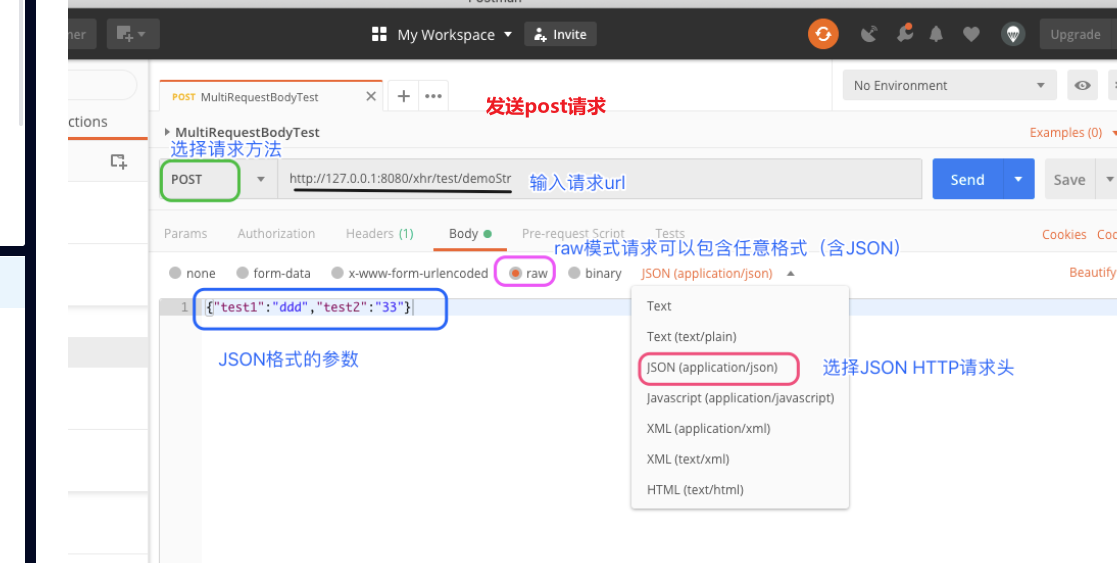 My Workspace Invite Upgrade
POST MultiRequestBodyTest
No Environment
发送post请求
MultiRequestBodyTest
Examples (0)
选择请求方法
POST http://127.0.0.1:8080/xhr/test/demoStr 输入请求url Send Save
Params Authorization Headers (1) Body Pre-request Script Tests Cookies
raw模式请求可以包含任意格式（含JSON）
none form-data x-www-form-urlencoded raw binary JSON (application/json) Beautify
1 {"test1":"ddd","test2":"33"}
Text
Text (text/plain)
JSON格式的参数
JSON (application/json) 选择JSON HTTP请求头
Javascript (application/javascript)
XML (application/xml)
XML (text/xml)
HTML (text/html)